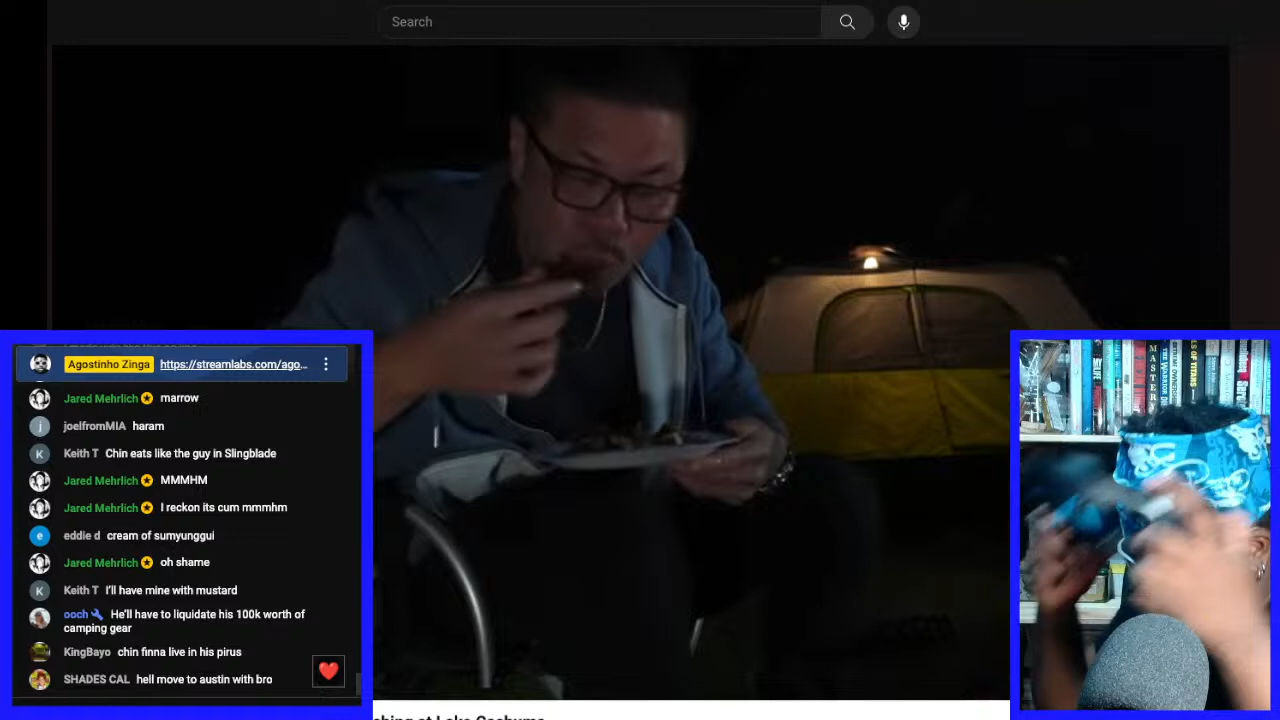 Search
Agostinho Zinga https://streamlabs.com/ago...
Jared Mehrlich marrow
joelfromMIA haram
Keith T Chin eats like the guy in Slingblade
Jared Mehrlich MMMHM
Jared Mehrlich I reckon its cum mmmhm
eddie d cream of sumyunggui
Jared Mehrlich oh shame
Keith T I'll have mine with mustard
ooch He'll have to liquidate his 100k worth of
camping gear
KingBayo chin finna live in his pirus
SHADES CAL hell move to austin with bro
MASTERY